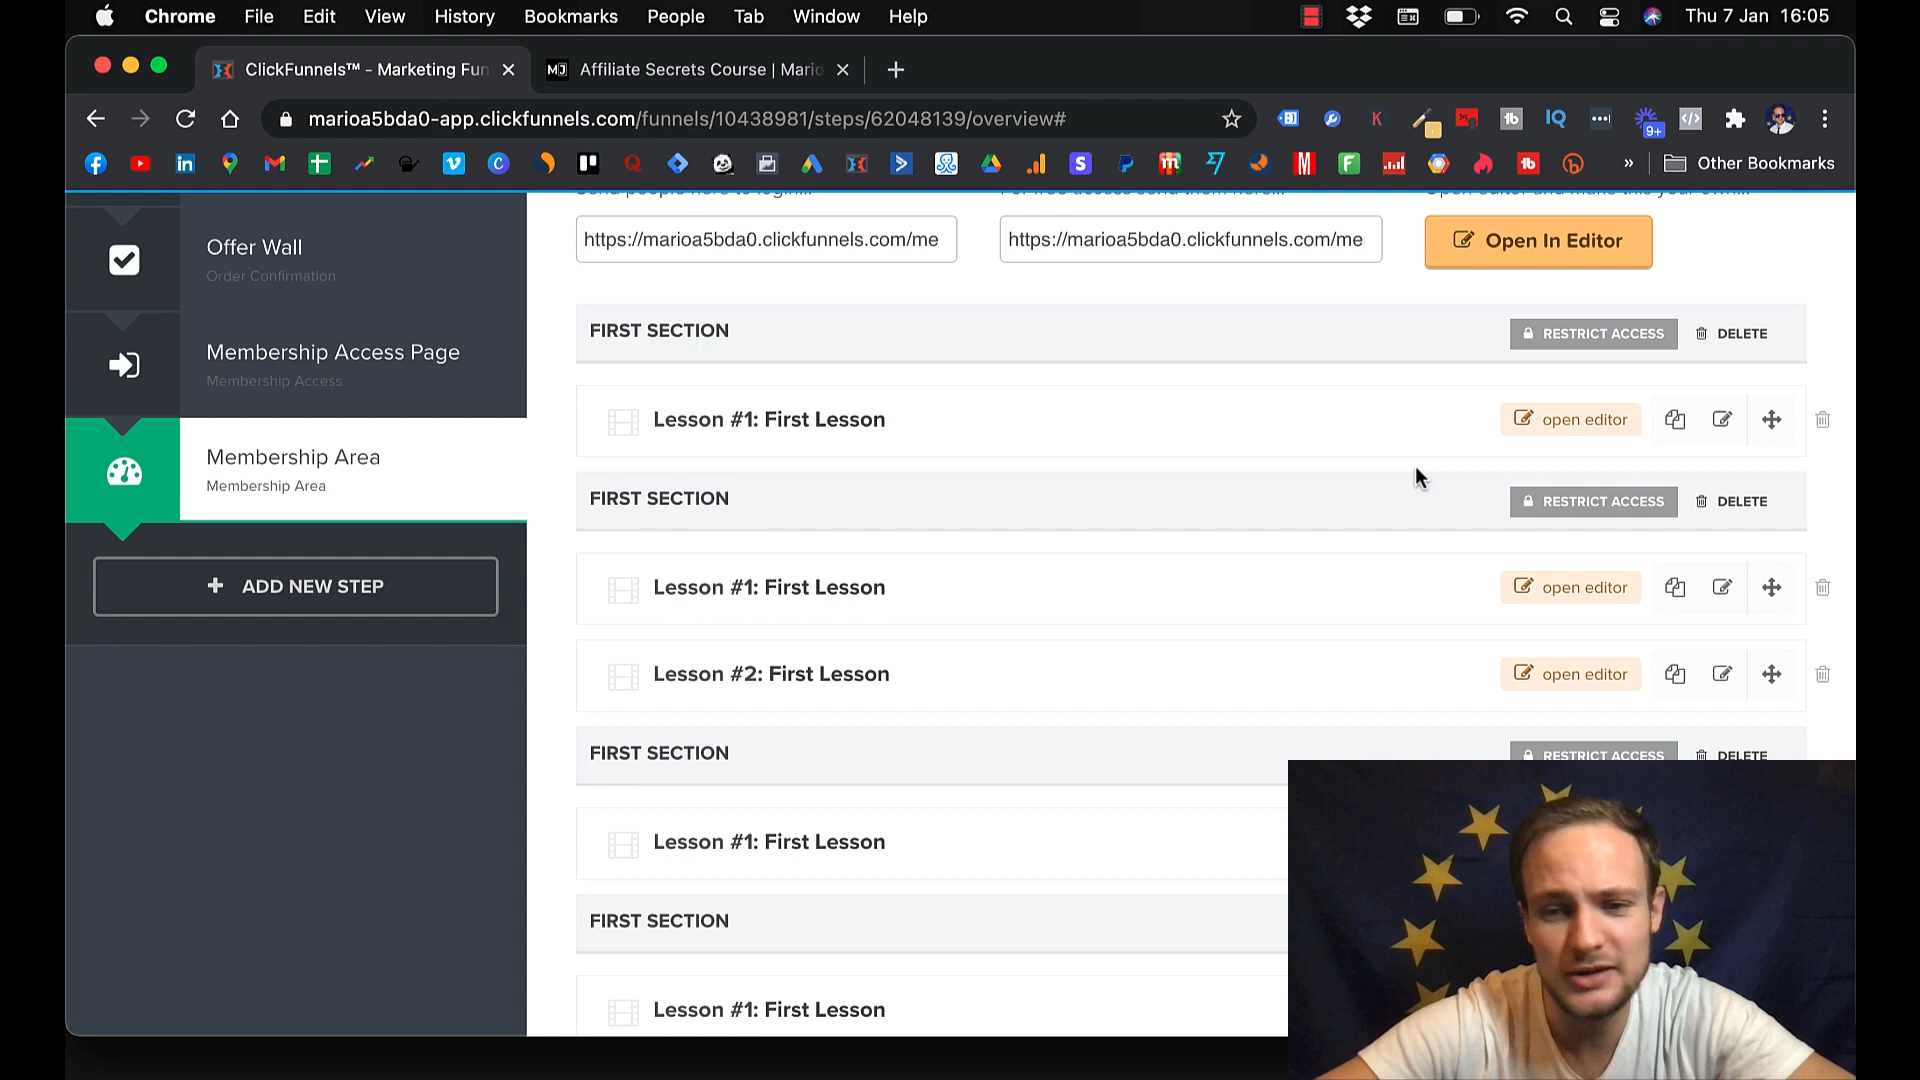 Chrome File Edit View History Bookmarks People Tab Window Help Thu 7 Jan 16:05
ClickFunnels™ - Marketing Fun
Affiliate Secrets Course | Mario
marioa5bda0-app.clickfunnels.com/funnels/10438981/steps/62048139/overview#
9+
Other Bookmarks
Offer Wall
Order Confirmation
Membership Access Page
Membership Access
Membership Area
Membership Area
+ ADD NEW STEP
https://marioa5bda0.clickfunnels.com/me
https://marioa5bda0.clickfunnels.com/me
Open In Editor
FIRST SECTION
RESTRICT ACCESS DELETE
Lesson #1: First Lesson
open editor
FIRST SECTION
RESTRICT ACCESS DELETE
Lesson #1: First Lesson
open editor
Lesson #2: First Lesson
open editor
FIRST SECTION
RESTRICT ACCESS DELETE
Lesson #1: First Lesson
FIRST SECTION
Lesson #1: First Lesson